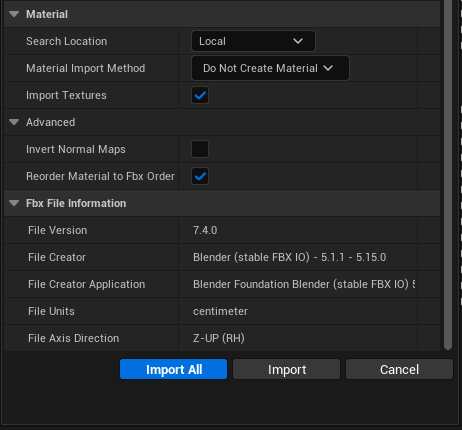 Material
Search Location Local
Material Import Method Do Not Create Material
Import Textures
Advanced
Invert Normal Maps
Reorder Material to Fbx Order
Fbx File Information
File Version 7.4.0
File Creator Blender (stable FBX IO) - 5.1.1 - 5.15.0
File Creator Application Blender Foundation Blender (stable FBX IO)
File Units centimeter
File Axis Direction Z-UP (RH)
Import All Import Cancel